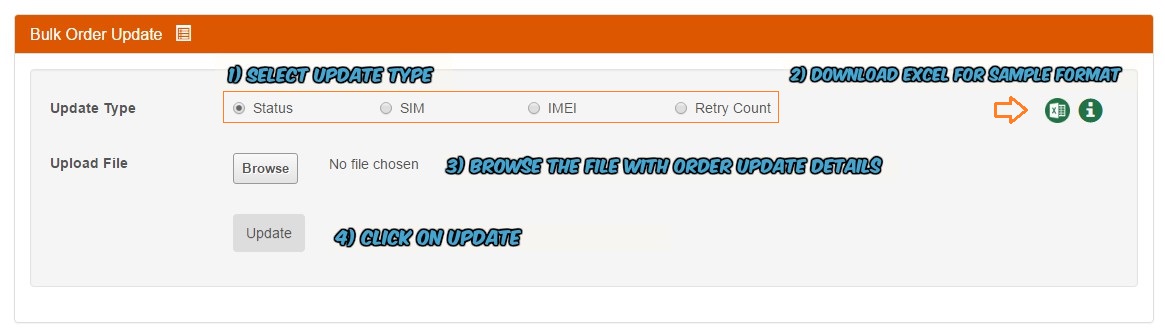 Bulk Order Update
1) SELECT UPDATE TYPE
2) DOWNLOAD EXCEL FOR SAMPLE FORMAT
Update Type Status SIM IMEI Retry Count
Upload File Browse No file chosen 3) BROWSE THE FILE WITH ORDER UPDATE DETAILS
Update 4) CLICK ON UPDATE